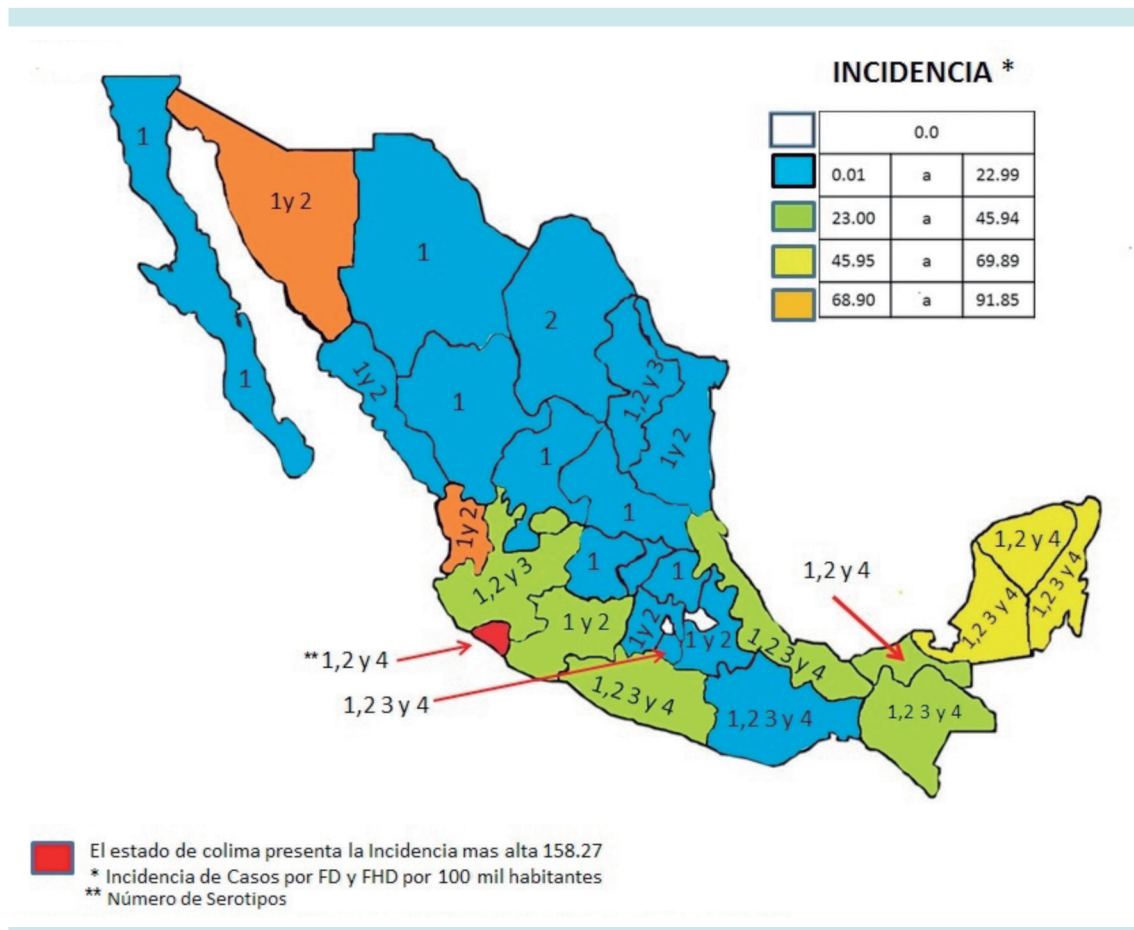 INCIDENCIA *
0.0
0.01 a 22.99
23.00 a 45.94
45.95 a 69.89
68.90 a 91.85
1
1y 2
1
2
1
1y 2
1
1,2 y 3
1y 2
1
1
1y 2
1,2 y 3
1
1
1 y 2
1y 2
1y 2
1,2 y 4
1,2 y 4
1,2 3 y 4
1,2 3 y 4
1,2 3 y 4
**1,2 y 4
1,2 3 y 4
1,2 3 y 4
1,2 3 y 4
1,2 3 y 4
El estado de colima presenta la Incidencia mas alta 158.27
* Incidencia de Casos por FD y FHD por 100 mil habitantes
** Número de Serotipos